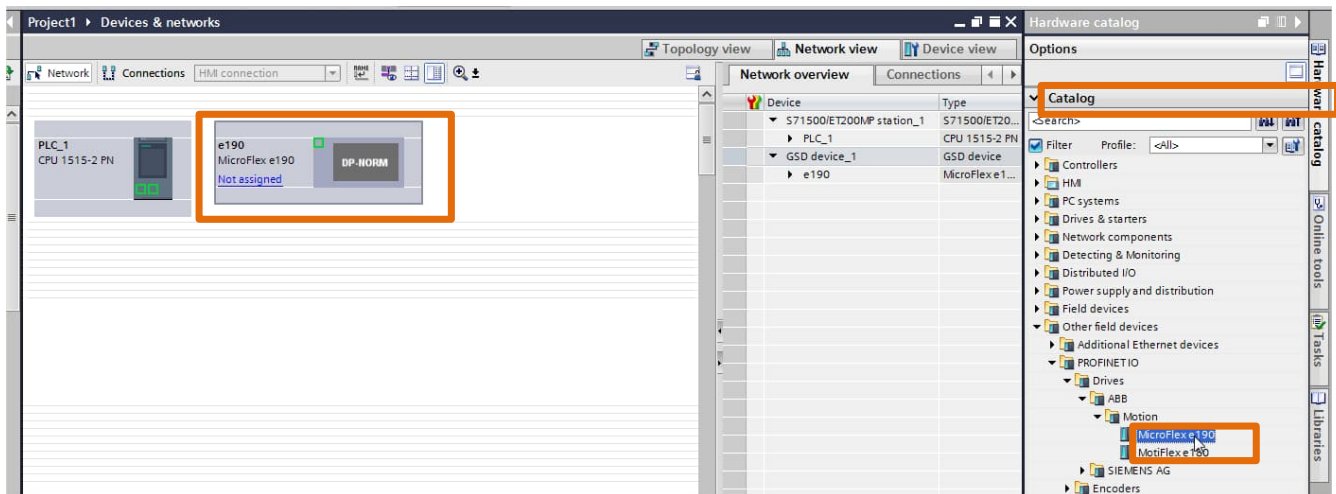 Project1 ▸ Devices & networks
Topology view
Network view
Device view
Network
Connections
HMI connection
PLC_1
CPU 1515-2 PN
e190
MicroFlex e190
Not assigned
DP-NORM
Network overview
Connections
Device
Type
S71500/ET200MP station_1
S71500/ET20...
PLC_1
CPU 1515-2 PN
GSD device_1
GSD device
e190
MicroFlex e1...
Hardware catalog
Options
Catalog
<Search>
Filter
Profile:
<All>
Controllers
HMI
PC systems
Drives & starters
Network components
Detecting & Monitoring
Distributed I/O
Power supply and distribution
Field devices
Other field devices
Additional Ethernet devices
PROFINET IO
Drives
ABB
Motion
MicroFlex e190
MotiFlex e180
SIEMENS AG
Encoders
Hardware catalog
Online tools
Tasks
Libraries